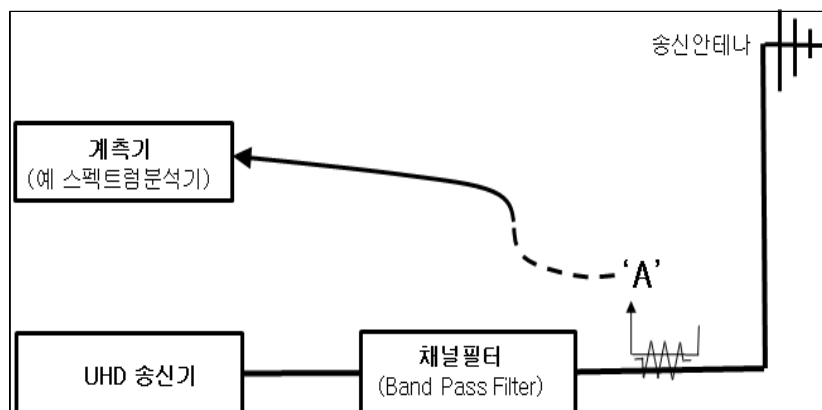 송신안테나
계측기
(예 스펙트럼분석기)
‘A’
UHD 송신기
채널필터
(Band Pass Filter)